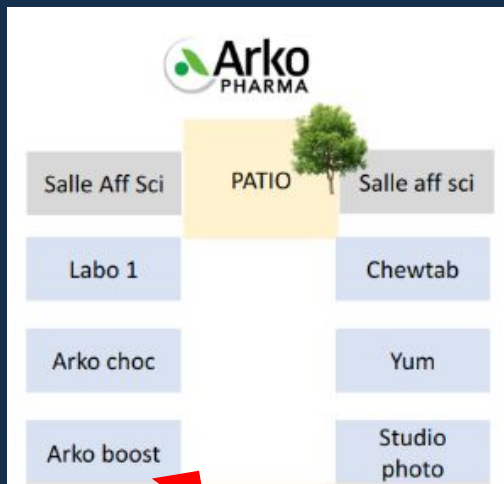 Arko
PHARMA
Salle Aff Sci
PATIO
Salle aff sci
Labo 1
Chewtab
Arko choc
Yum
Arko boost
Studio
photo